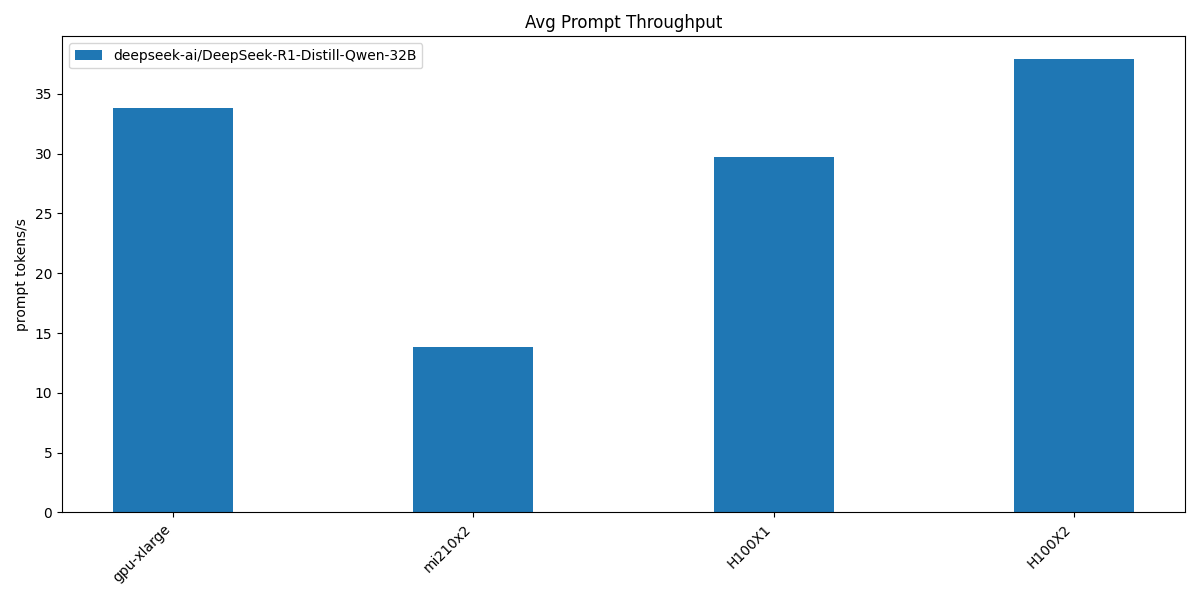 Avg Prompt Throughput
deepseek-ai/DeepSeek-R1-Distill-Qwen-32B
prompt tokens/s
35
30
25
20
15
10
5
0
gpu-xlarge
mi210x2
H100X1
H100X2